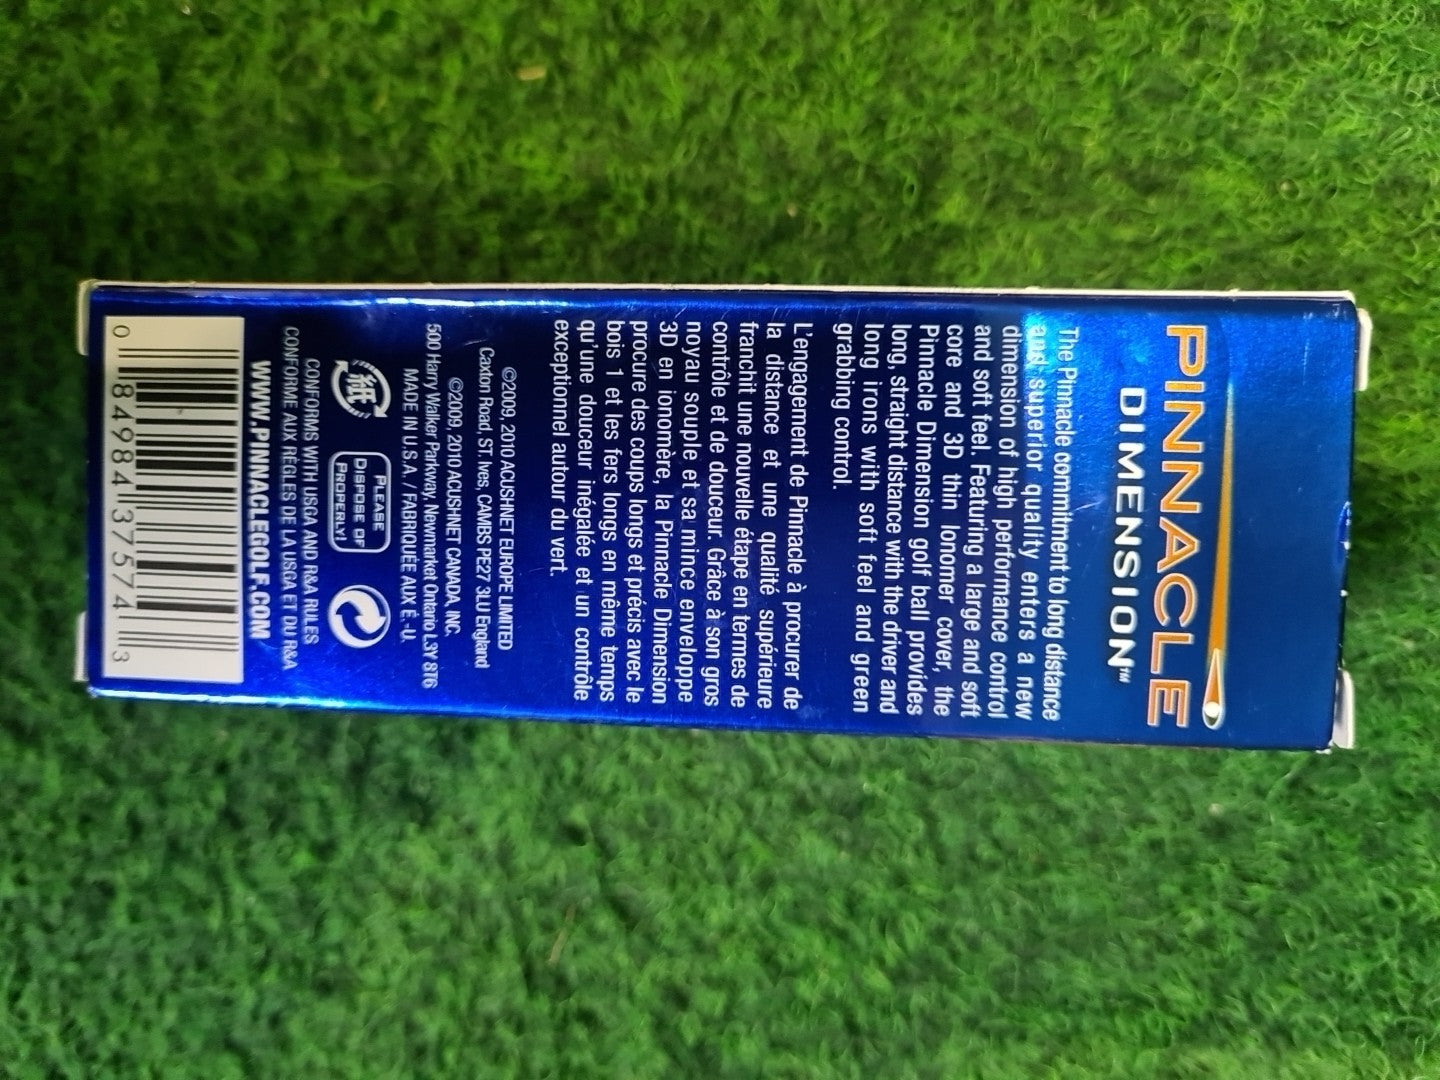 PINNACLE
DIMENSION™
The Pinnacle commitment to long distance
and superior quality enters a new
dimension of high performance control
and soft feel. Featuring a large and soft
core and 3D thin Ionomer cover, the
Pinnacle Dimension golf ball provides
long, straight distance with the driver and
long irons with soft feel and green
grabbing control.
L'engagement de Pinnacle à procurer de
la distance et une qualité supérieure
franchit une nouvelle étape en termes de
contrôle et de douceur. Grâce à son gros
noyau souple et sa mince enveloppe
3D en ionomère, la Pinnacle Dimension
procure des coups longs et précis avec le
bois 1 et les fers longs en même temps
qu'une douceur inégalée et un contrôle
exceptionnel autour du vert.
©2009, 2010 ACUSHNET EUROPE LIMITED
Caxton Road, ST. Ives, CAMBS PE27 3LU England
©2009, 2010 ACUSHNET CANADA, INC.
500 Harry Walker Parkway, Newmarket Ontario L3Y 8T6
MADE IN U.S.A. / FABRIQUÉE AUX É.-U.
紙
PLEASE
DISPOSE OF
PROPERLY!
CONFORMS WITH USGA AND R&A RULES
CONFORME AUX RÈGLES DE LA USGA ET DU R&A
WWW.PINNACLEGOLF.COM
0 84984 37574 3